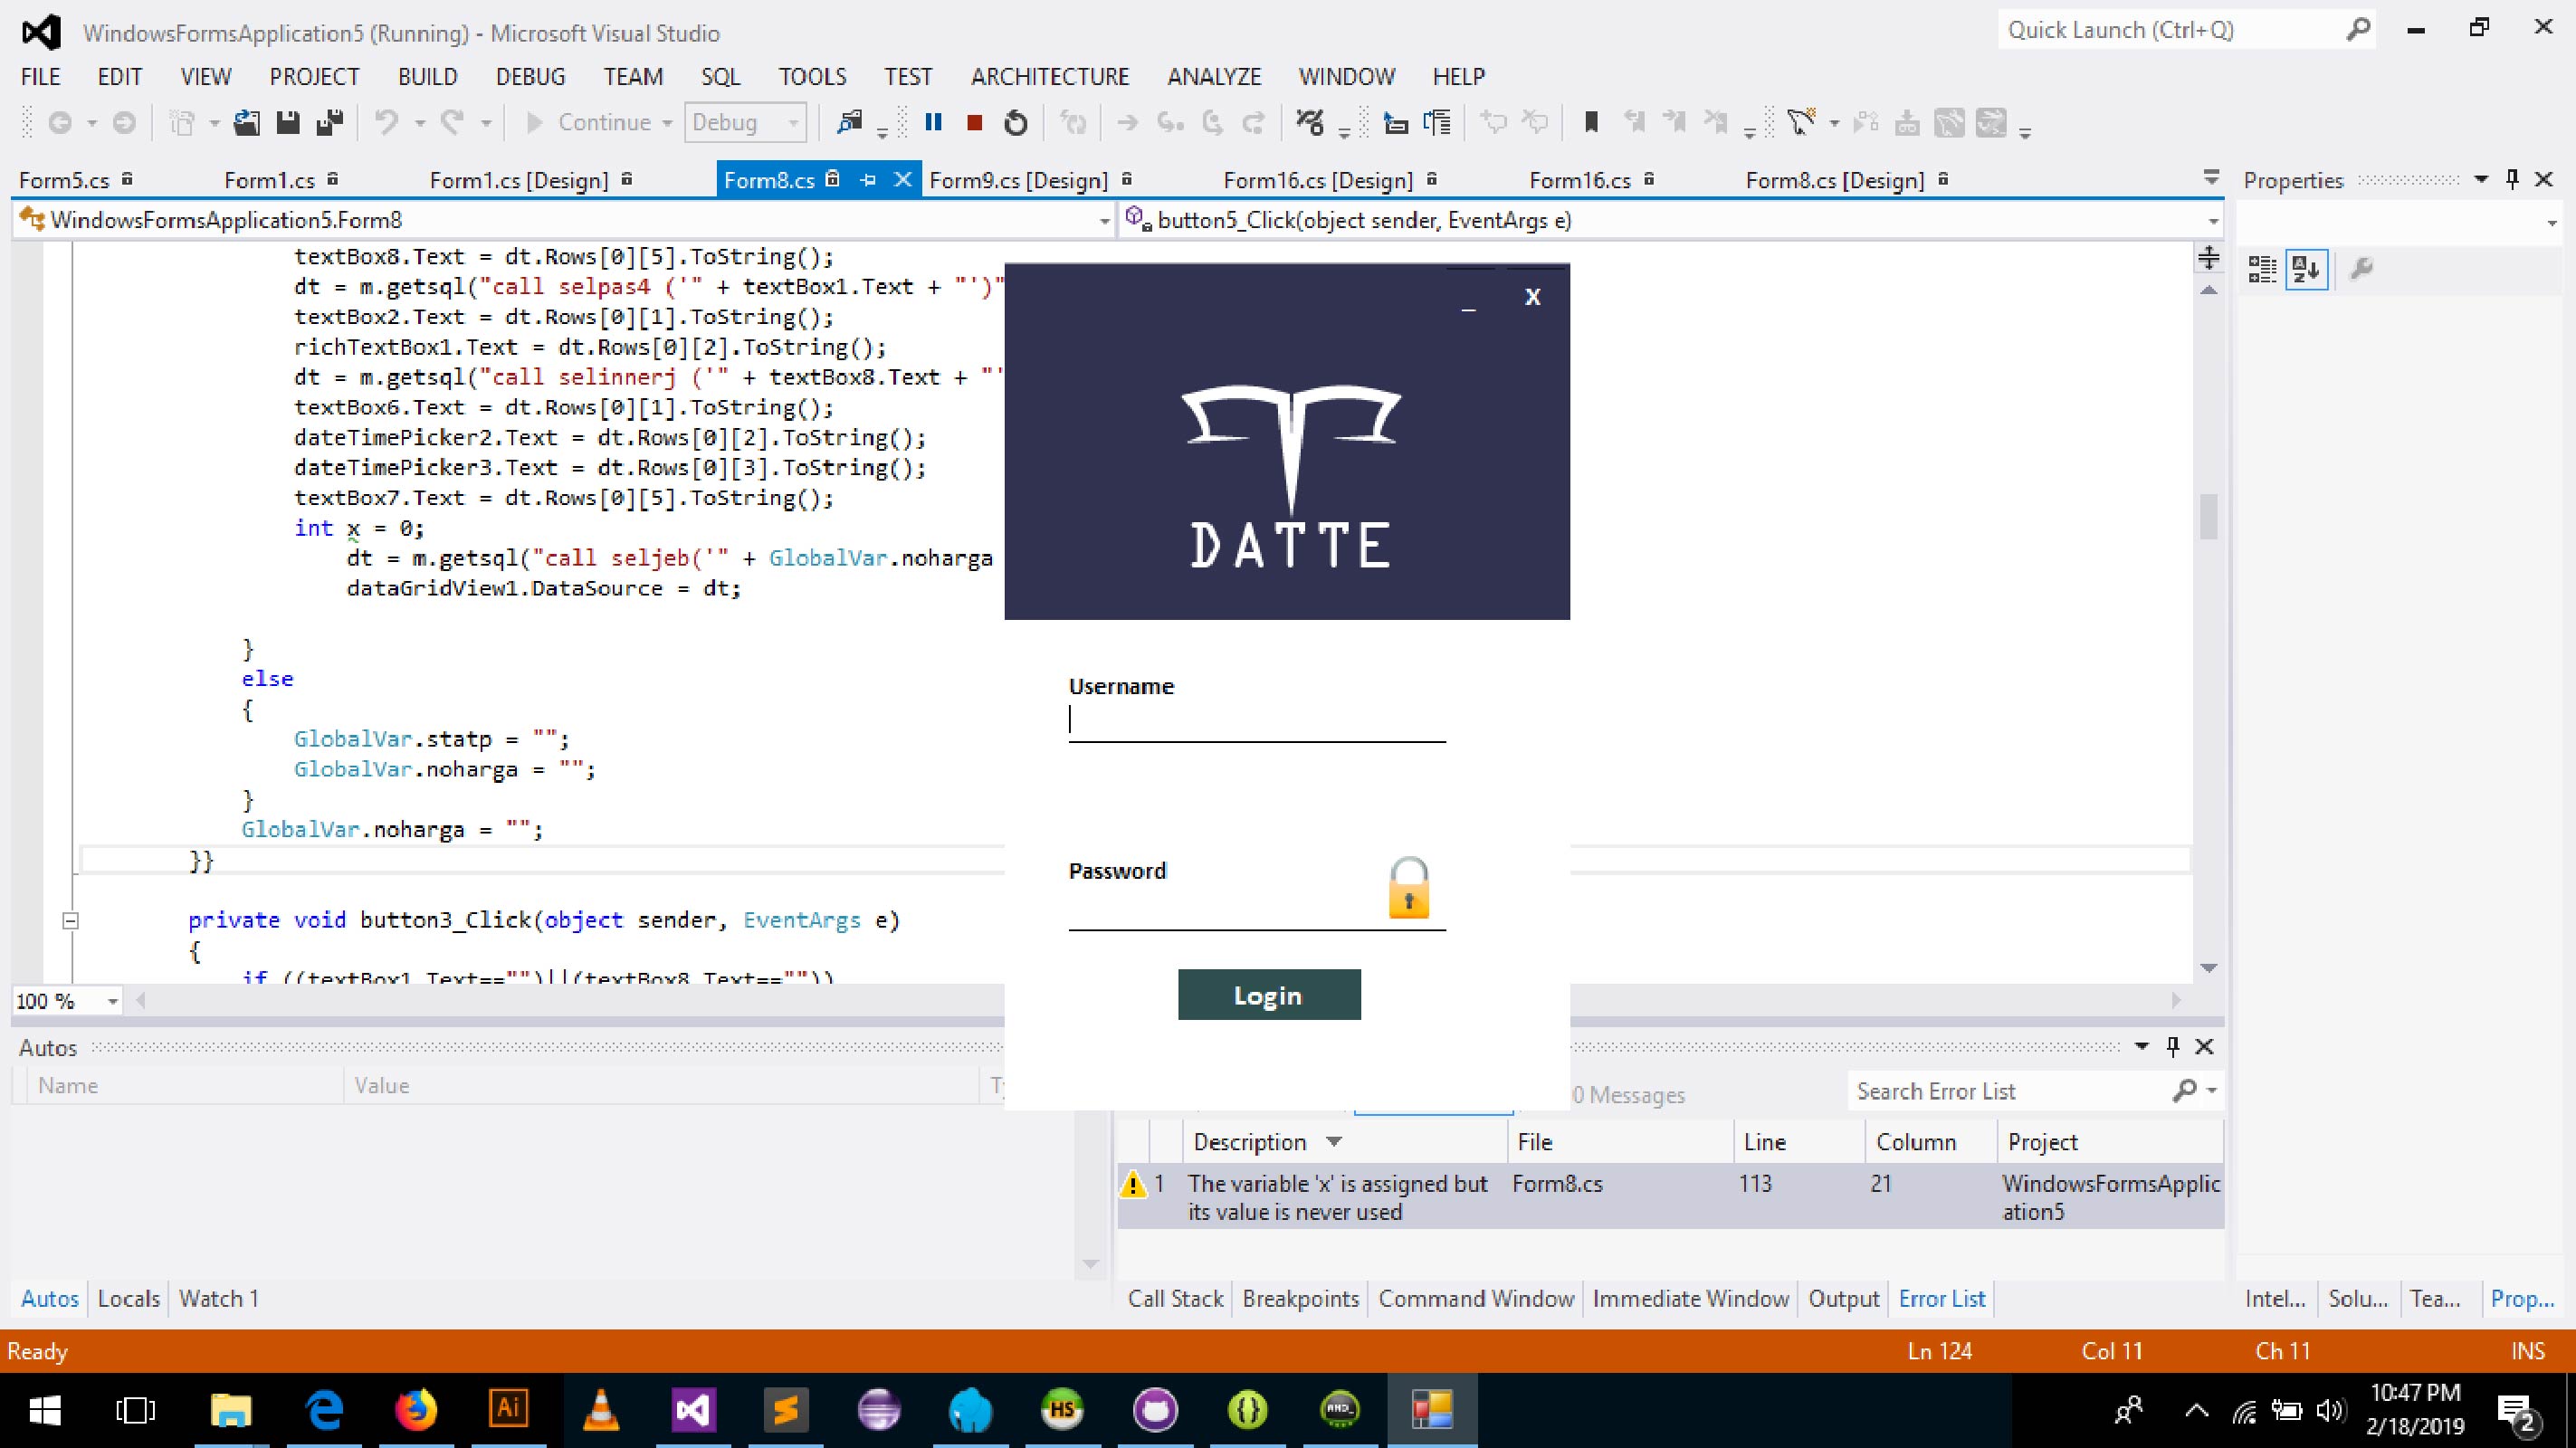 WindowsFormsApplication5 (Running) - Microsoft Visual Studio
Quick Launch (Ctrl+Q)
FILE EDIT VIEW PROJECT BUILD DEBUG TEAM SQL TOOLS TEST ARCHITECTURE ANALYZE WINDOW HELP
Continue Debug
Form5.cs Form1.cs Form1.cs [Design] Form8.cs Form9.cs [Design] Form16.cs [Design] Form16.cs Form8.cs [Design]
Properties
WindowsFormsApplication5.Form8
button5_Click(object sender, EventArgs e)
textBox8.Text = dt.Rows[0][5].ToString();
dt = m.getsql("call selpas4 ('" + textBox1.Text + "')"
textBox2.Text = dt.Rows[0][1].ToString();
richTextBox1.Text = dt.Rows[0][2].ToString();
dt = m.getsql("call selinnerj ('" + textBox8.Text + "'
textBox6.Text = dt.Rows[0][1].ToString();
dateTimePicker2.Text = dt.Rows[0][2].ToString();
dateTimePicker3.Text = dt.Rows[0][3].ToString();
textBox7.Text = dt.Rows[0][5].ToString();
int x = 0;
dt = m.getsql("call seljeb('" + GlobalVar.noharga
dataGridView1.DataSource = dt;
}
else
{
GlobalVar.statp = "";
GlobalVar.noharga = "";
}
GlobalVar.noharga = "";
}}
private void button3_Click(object sender, EventArgs e)
{
if ((textBox1.Text=="")||(textBox8.Text==""))
_ X
DATTE
Username
Password
Login
100 %
Autos
Name Value
0 Messages
Search Error List
Description File Line Column Project
1 The variable 'x' is assigned but its value is never used Form8.cs 113 21 WindowsFormsApplication5
Autos Locals Watch 1
Call Stack Breakpoints Command Window Immediate Window Output Error List
Intel... Solu... Tea... Prop...
Ready
Ln 124 Col 11 Ch 11 INS
Ai
HS
AND_
10:47 PM
2/18/2019
2